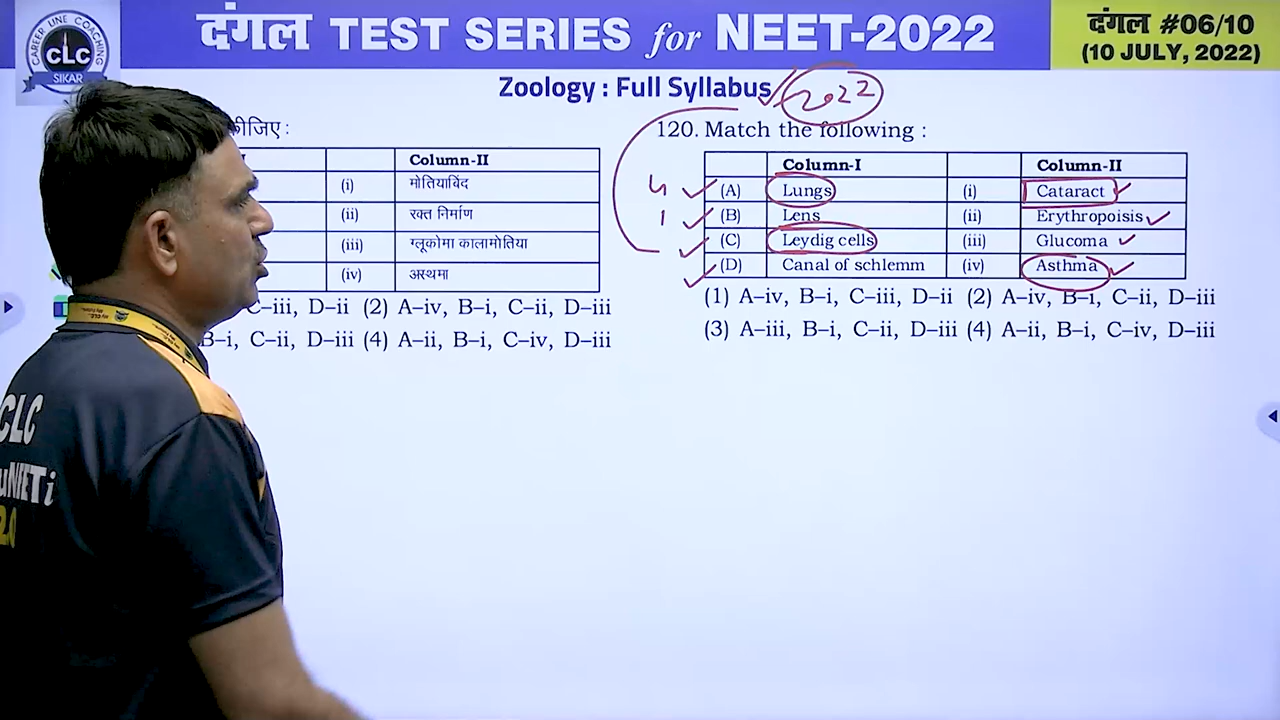 CAREER LINE COACHING
CLC
SIKAR
दंगल TEST SERIES for NEET-2022
दंगल #06/10
(10 JULY, 2022)
Zoology : Full Syllabus
2022
कीजिए :
Column-II
(i) मोतियाविंद
(ii) रक्त निर्माण
(iii) ग्लूकोमा कालामोतिया
(iv) अस्थमा
C–iii, D–ii (2) A–iv, B–i, C–ii, D–iii
B–i, C–ii, D–iii (4) A–ii, B–i, C–iv, D–iii
120. Match the following :
Column-I Column-II
4 (A) Lungs (i) Cataract
1 (B) Lens (ii) Erythropoisis
(C) Leydig cells (iii) Glucoma
(D) Canal of schlemm (iv) Asthma
(1) A–iv, B–i, C–iii, D–ii (2) A–iv, B–i, C–ii, D–iii
(3) A–iii, B–i, C–ii, D–iii (4) A–ii, B–i, C–iv, D–iii
CLC
uNEETi
2.0